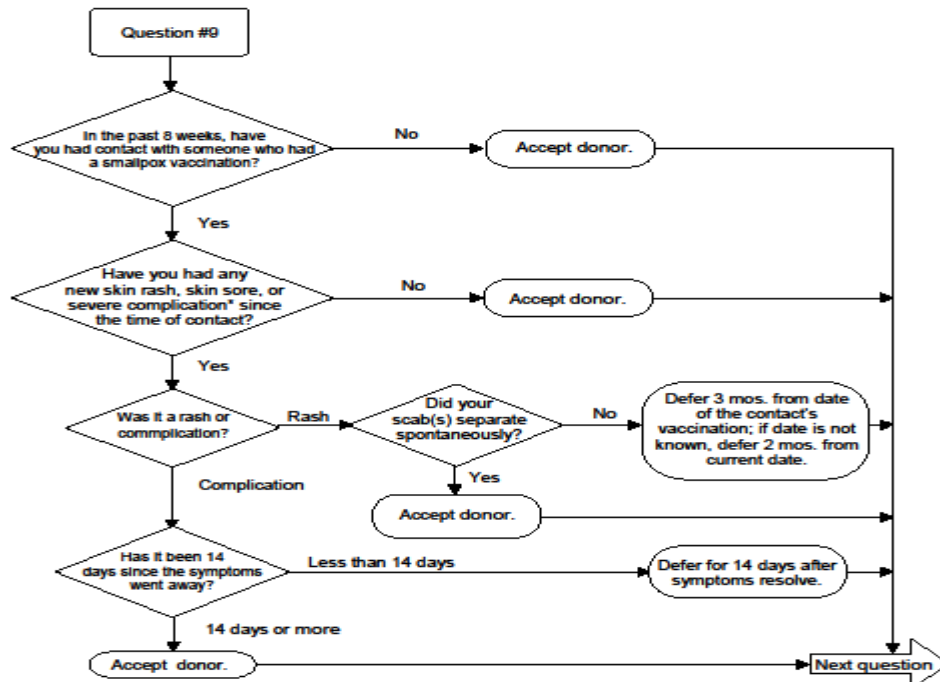 Question #9
In the past 8 weeks, have
you had contact with someone who had
a smallpox vaccination?
No
Accept donor.
Yes
Have you had any
new skin rash, skin sore, or
severe complication* since
the time of contact?
No
Accept donor.
Yes
Was it a rash or
commplication?
Rash
Did your
scab(s) separate
spontaneously?
No
Defer 3 mos. from date
of the contact's
vaccination; if date is not
known, defer 2 mos. from
current date.
Yes
Accept donor.
Complication
Has it been 14
days since the symptoms
went away?
Less than 14 days
Defer for 14 days after
symptoms resolve.
14 days or more
Accept donor.
Next question